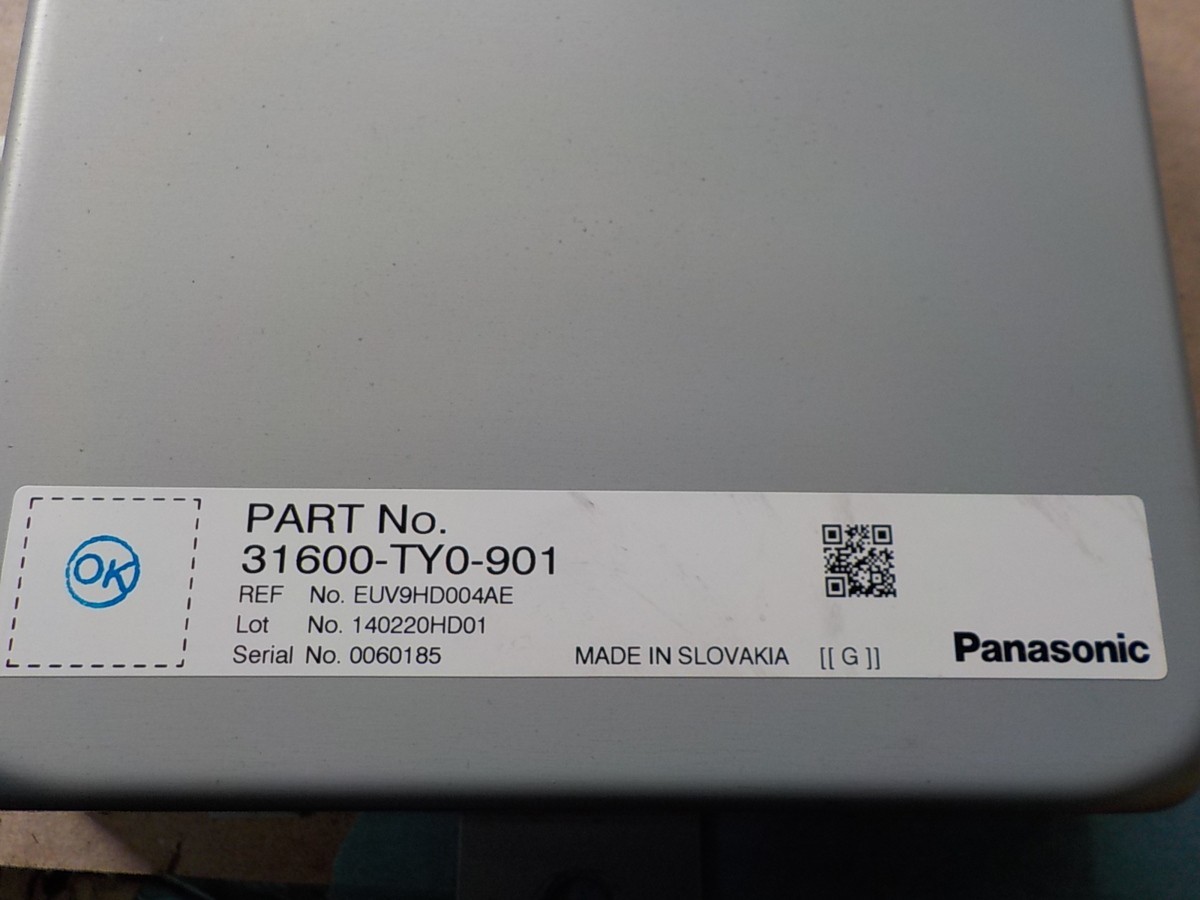 OK
PART No.
31600-TY0-901
REF No. EUV9HD004AE
Lot No. 140220HD01
Serial No. 0060185
MADE IN SLOVAKIA [[ G ]]
Panasonic